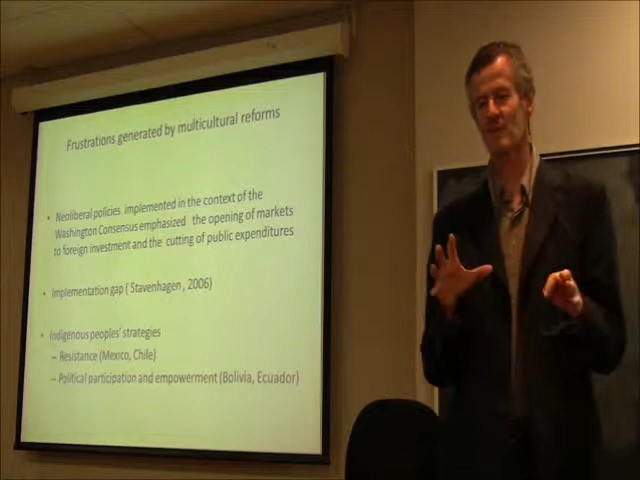 Frustrations generated by multicultural reforms
• Neoliberal policies implemented in the context of the
Washington Consensus emphasized the opening of markets
to foreign investment and the cutting of public expenditures
• Implementation gap ( Stavenhagen , 2006)
• Indigenous peoples' strategies
– Resistance (Mexico, Chile)
– Political participation and empowerment (Bolivia, Ecuador)